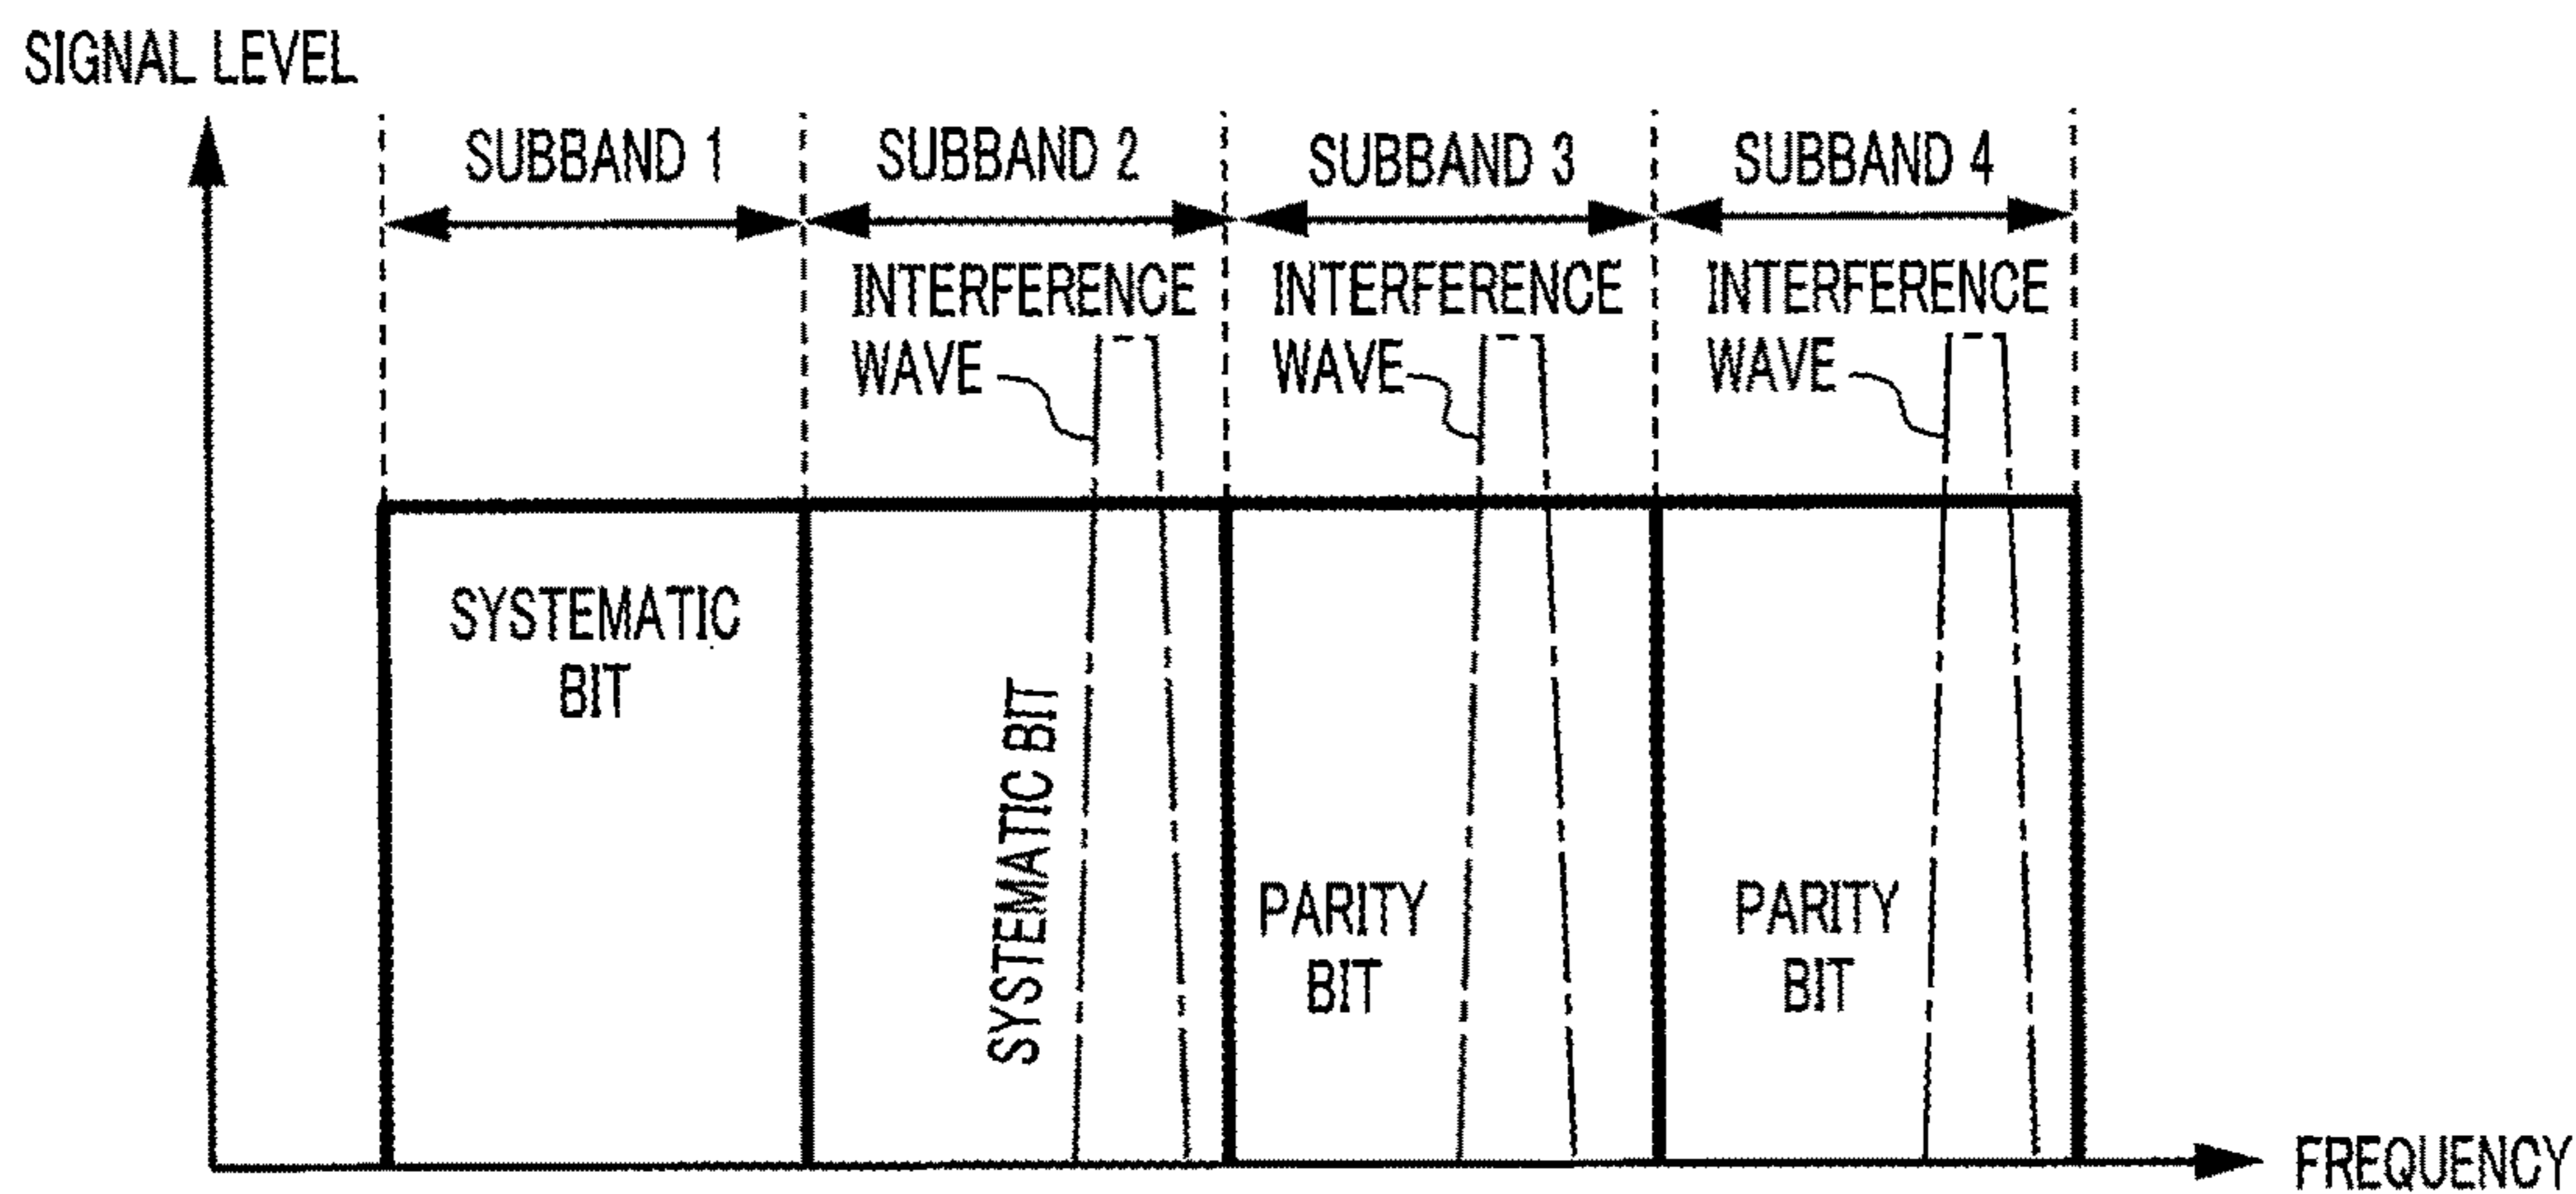 SIGNAL LEVEL
SUBBAND 1
SUBBAND 2
SUBBAND 3
SUBBAND 4
INTERFERENCE
WAVE
INTERFERENCE
WAVE
INTERFERENCE
WAVE
SYSTEMATIC
BIT
SYSTEMATIC BIT
PARITY
BIT
PARITY
BIT
FREQUENCY